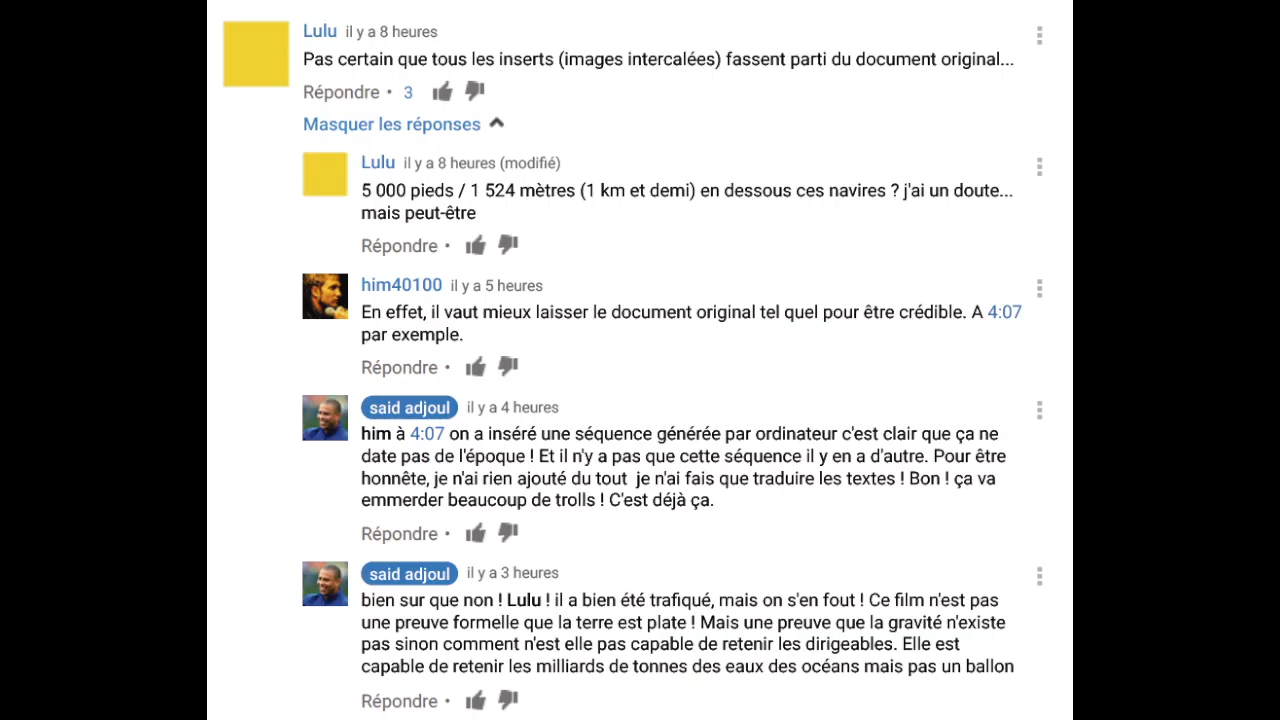 Lulu il y a 8 heures
Pas certain que tous les inserts (images intercalées) fassent parti du document original...
Répondre • 3
Masquer les réponses
Lulu il y a 8 heures (modifié)
5 000 pieds / 1 524 mètres (1 km et demi) en dessous ces navires ? j'ai un doute...
mais peut-être
Répondre •
him40100 il y a 5 heures
En effet, il vaut mieux laisser le document original tel quel pour être crédible. A 4:07
par exemple.
Répondre •
said adjoul il y a 4 heures
him à 4:07 on a inséré une séquence générée par ordinateur c'est clair que ça ne
date pas de l'époque ! Et il n'y a pas que cette séquence il y en a d'autre. Pour être
honnête, je n'ai rien ajouté du tout je n'ai fais que traduire les textes ! Bon ! ça va
emmerder beaucoup de trolls ! C'est déjà ça.
Répondre •
said adjoul il y a 3 heures
bien sur que non ! Lulu ! il a bien été trafiqué, mais on s'en fout ! Ce film n'est pas
une preuve formelle que la terre est plate ! Mais une preuve que la gravité n'existe
pas sinon comment n'est elle pas capable de retenir les dirigeables. Elle est
capable de retenir les milliards de tonnes des eaux des océans mais pas un ballon
Répondre •